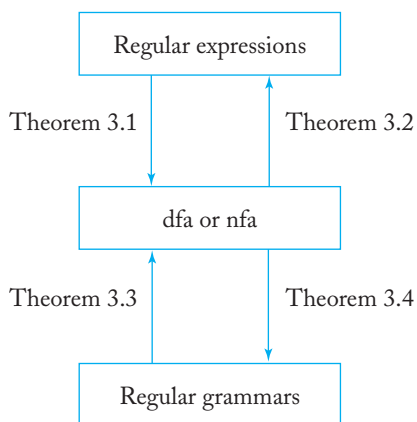 Regular expressions
Theorem 3.1
Theorem 3.2
dfa or nfa
Theorem 3.3
Theorem 3.4
Regular grammars